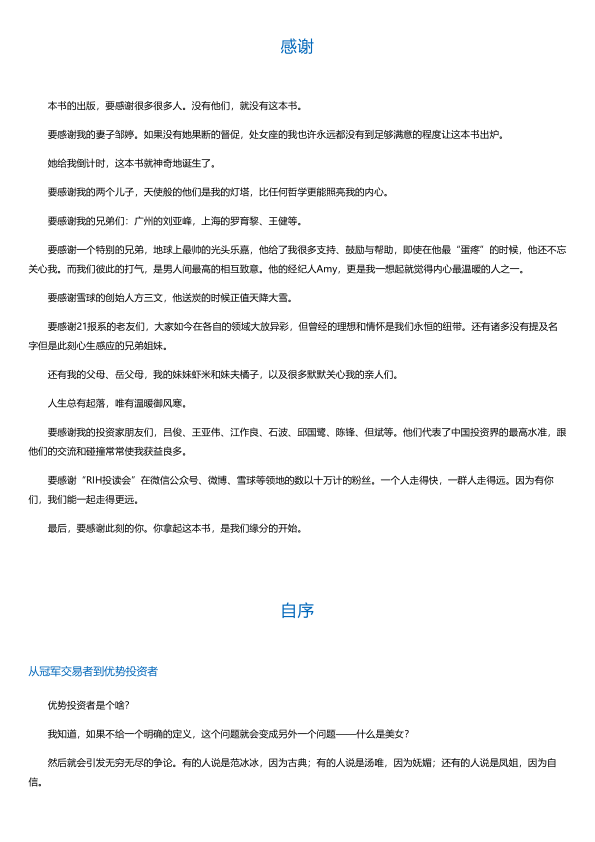 感谢
本书的出版，要感谢很多很多人。没有他们，就没有这本书。
要感谢我的妻子邹婷。如果没有她果断的督促，处女座的我也许永远都没有到足够满意的程度让这本书出炉。
她给我倒计时，这本书就神奇地诞生了。
要感谢我的两个儿子，天使般的他们是我的灯塔，比任何哲学更能照亮我的内心。
要感谢我的兄弟们：广州的刘亚峰，上海的罗育黎、王健等。
要感谢一个特别的兄弟，地球上最帅的光头乐嘉，他给了我很多支持、鼓励与帮助，即使在他最“蛋疼”的时候，他还不忘
关心我。而我们彼此的打气，是男人间最高的相互致意。他的经纪人Amy，更是我一想起就觉得内心最温暖的人之一。
要感谢雪球的创始人方三文，他送炭的时候正值天降大雪。
要感谢21报系的老友们，大家如今在各自的领域大放异彩，但曾经的理想和情怀是我们永恒的纽带。还有诸多没有提及名
字但是此刻心生感应的兄弟姐妹。
还有我的父母、岳父母，我的妹妹虾米和妹夫橘子，以及很多默默关心我的亲人们。
人生总有起落，唯有温暖御风寒。
要感谢我的投资家朋友们，吕俊、王亚伟、江作良、石波、邱国鹭、陈锋、但斌等。他们代表了中国投资界的最高水准，跟
他们的交流和碰撞常常使我获益良多。
要感谢“RIH投读会”在微信公众号、微博、雪球等领地的数以十万计的粉丝。一个人走得快，一群人走得远。因为有你
们，我们能一起走得更远。
最后，要感谢此刻的你。你拿起这本书，是我们缘分的开始。
自序
从冠军交易者到优势投资者
优势投资者是个啥？
我知道，如果不给一个明确的定义，这个问题就会变成另外一个问题——什么是美女？
然后就会引发无穷无尽的争论。有的人说是范冰冰，因为古典；有的人说是汤唯，因为妩媚；还有的人说是凤姐，因为自
信。